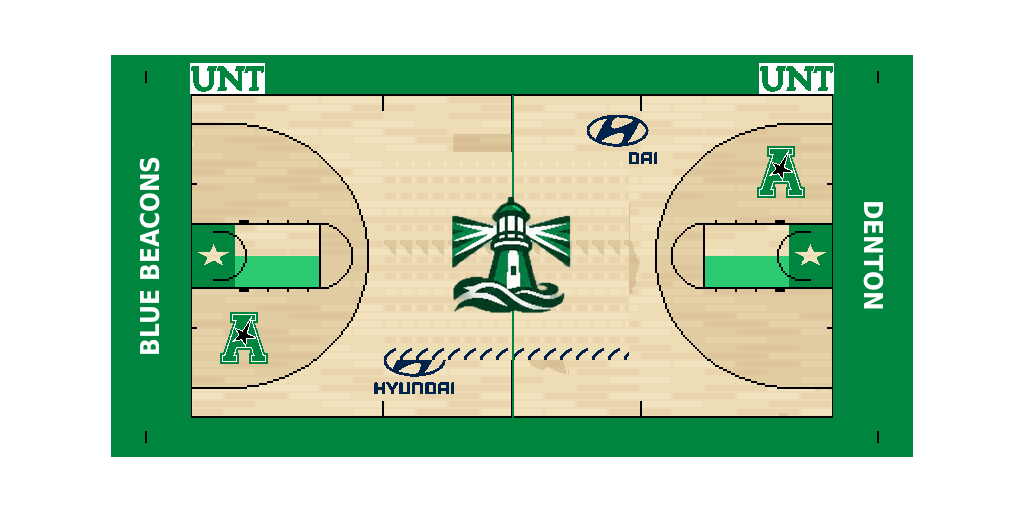 UNT
UNT
DAI
BLUE BEACONS
A
A
DENTON
HYUNDAI